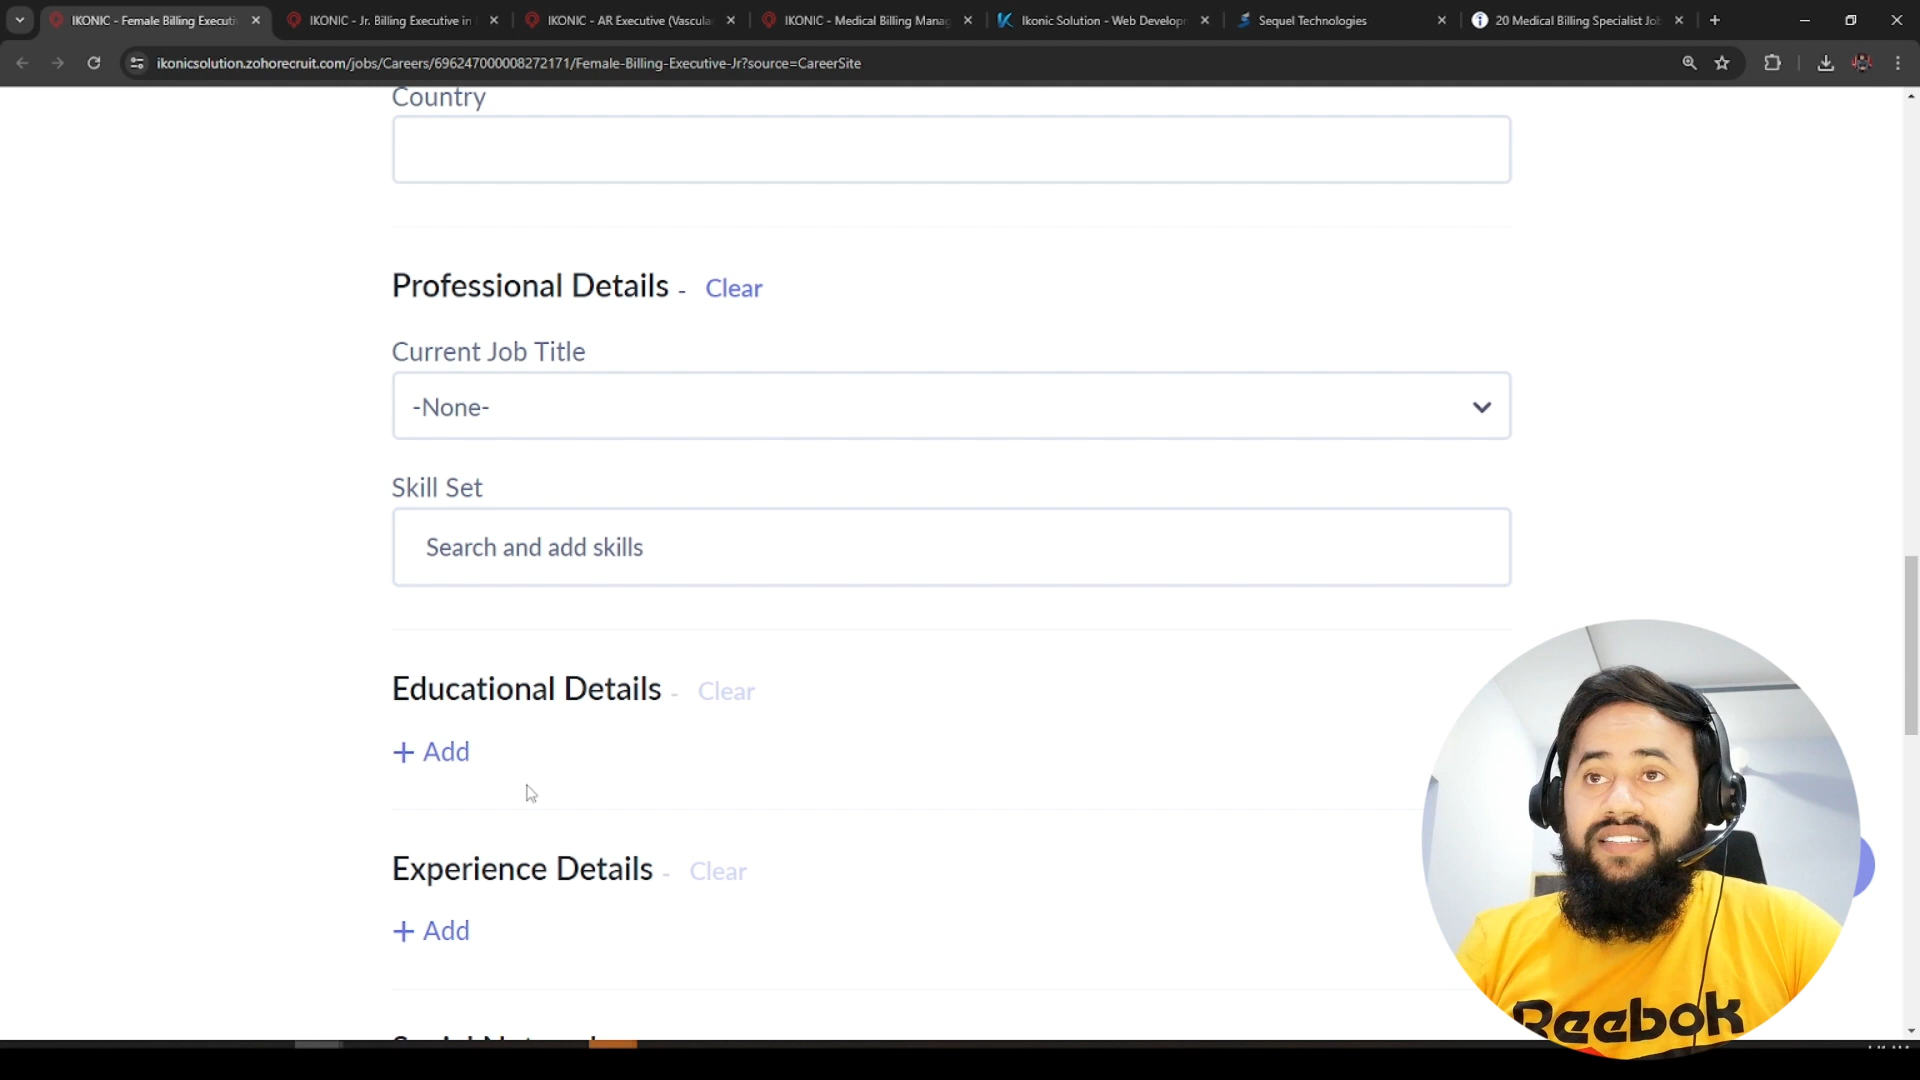 IKONIC - Female Billing Executi
IKONIC - Jr. Billing Executive in
IKONIC - AR Executive (Vascula
IKONIC - Medical Billing Manag
Ikonic Solution - Web Develop
Sequel Technologies
20 Medical Billing Specialist Jo
ikonicsolution.zohorecruit.com/jobs/Careers/696247000008272171/Female-Billing-Executive-Jr?source=CareerSite
Country
Professional Details - Clear
Current Job Title
-None-
Skill Set
Search and add skills
Educational Details - Clear
+ Add
Experience Details - Clear
+ Add
Reebok